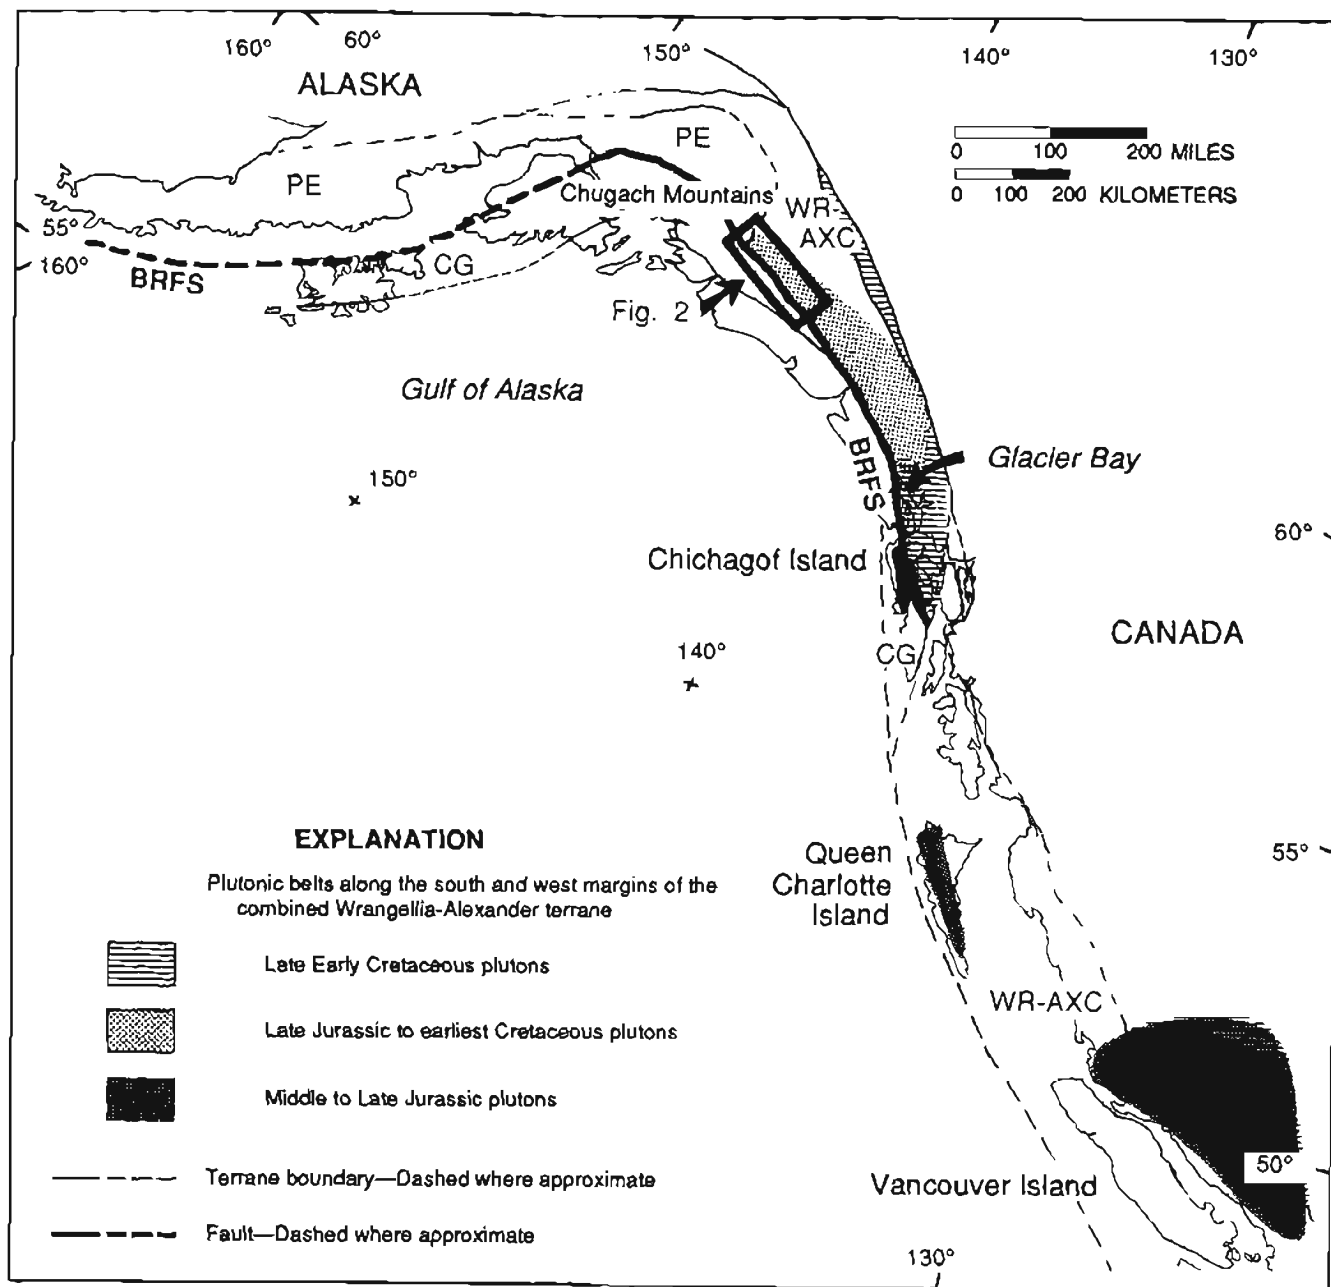 160° 60° 150° 140° 130°
ALASKA
PE
PE
0 100 200 MILES
0 100 200 KILOMETERS
Chugach Mountains
WR-
AXC
55°
160°
BRFS
CG
Fig. 2
Gulf of Alaska
BRFS
Glacier Bay
150°
60°
Chichagof Island
CANADA
140°
CG
EXPLANATION
Plutonic belts along the south and west margins of the
combined Wrangellia-Alexander terrane
Late Early Cretaceous plutons
Late Jurassic to earliest Cretaceous plutons
Middle to Late Jurassic plutons
Terrane boundary—Dashed where approximate
Fault—Dashed where approximate
Queen
Charlotte
Island
55°
WR-AXC
50°
Vancouver Island
130°